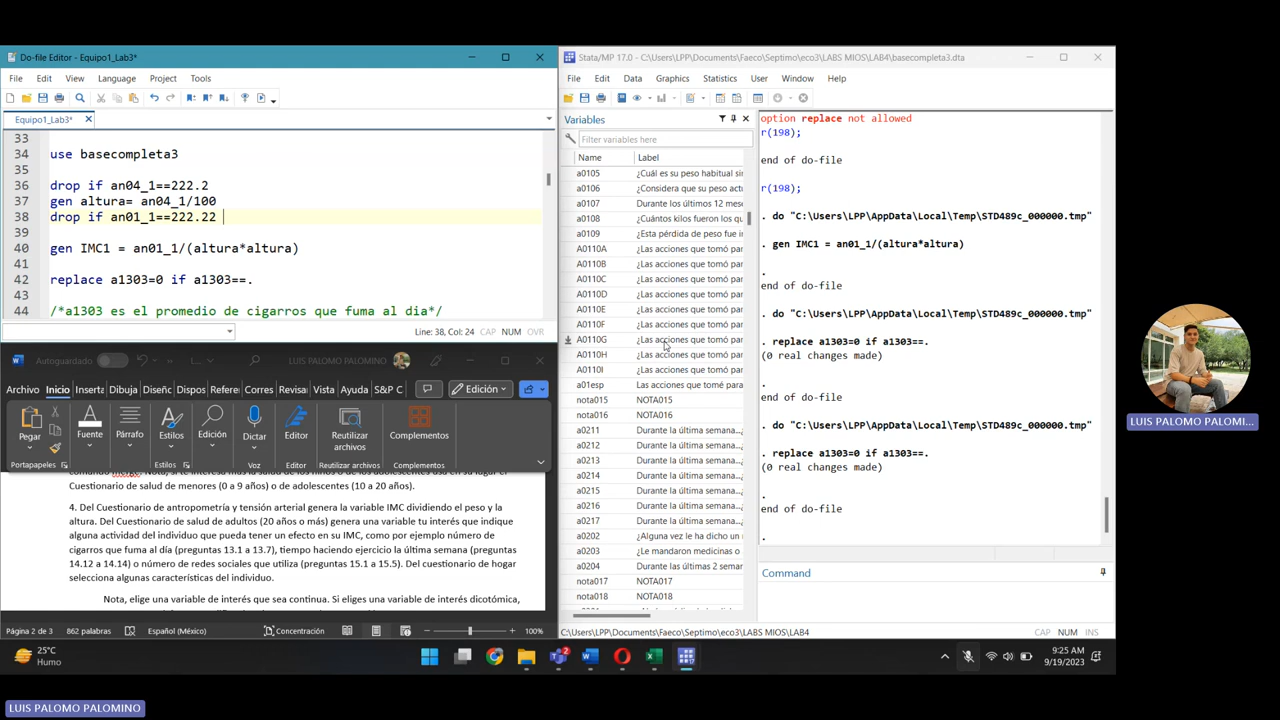 Do-file Editor - Equipo1_Lab3*
File Edit View Language Project Tools
Equipo1_Lab3*
33
34 use basecompleta3
35
36 drop if an04_1==222.2
37 gen altura= an04_1/100
38 drop if an01_1==222.22
39
40 gen IMC1 = an01_1/(altura*altura)
41
42 replace a1303=0 if a1303==.
43
44 /*a1303 es el promedio de cigarros que fuma al dia*/
Line: 38, Col: 24 CAP NUM OVR
Stata/MP 17.0 - C:\Users\LPP\Documents\Faeco\Septimo\eco3\LABS MIOS\LAB4\basecompleta3.dta
File Edit Data Graphics Statistics User Window Help
Variables
Filter variables here
Name Label
a0105 ¿Cuál es su peso habitual si
a0106 ¿Considera que su peso act
a0107 Durante los últimos 12 mese
a0108 ¿Cuántos kilos fueron los q
a0109 ¿Esta pérdida de peso fue i
A0110A ¿Las acciones que tomó par
A0110B ¿Las acciones que tomó par
A0110C ¿Las acciones que tomó par
A0110D ¿Las acciones que tomó par
A0110E ¿Las acciones que tomó par
A0110F ¿Las acciones que tomó par
A0110G ¿Las acciones que tomó par
A0110H ¿Las acciones que tomó par
A0110I ¿Las acciones que tomó par
a01esp Las acciones que tomé para
nota015 NOTA015
nota016 NOTA016
a0211 Durante la última semana...¿
a0212 Durante la última semana...¿
a0213 Durante la última semana...¿
a0214 Durante la última semana...¿
a0215 Durante la última semana...¿
a0216 Durante la última semana...¿
a0217 Durante la última semana...¿
a0202 ¿Alguna vez le ha dicho un
a0203 ¿Le mandaron medicinas o
a0204 Durante las últimas 2 semar
nota017 NOTA017
nota018 NOTA018
option replace not allowed
r(198);
end of do-file
r(198);
. do "C:\Users\LPP\AppData\Local\Temp\STD489c_000000.tmp"
. gen IMC1 = an01_1/(altura*altura)
.
end of do-file
. do "C:\Users\LPP\AppData\Local\Temp\STD489c_000000.tmp"
. replace a1303=0 if a1303==.
(0 real changes made)
.
end of do-file
. do "C:\Users\LPP\AppData\Local\Temp\STD489c_000000.tmp"
. replace a1303=0 if a1303==.
(0 real changes made)
.
end of do-file
.
Command
C:\Users\LPP\Documents\Faeco\Septimo\eco3\LABS MIOS\LAB4 CAP NUM INS
Autoguardado LUIS PALOMO PALOMINO
Archivo Inicio Inserta Dibuja Diseñc Dispos Referei Corres Revisar Vista Ayuda S&P C Edición
Pegar Fuente Párrafo Estilos Edición Dictar Editor Reutilizar archivos Complementos
Portapapeles Estilos Voz Editor Reutilizar archivos Complementos
Cuestionario de salud de menores (0 a 9 años) o de adolescentes (10 a 20 años).
4. Del Cuestionario de antropometría y tensión arterial genera la variable IMC dividiendo el peso y la
altura. Del Cuestionario de salud de adultos (20 años o más) genera una variable tu interés que indique
alguna actividad del individuo que pueda tener un efecto en su IMC, como por ejemplo número de
cigarros que fuma al día (preguntas 13.1 a 13.7), tiempo haciendo ejercicio la última semana (preguntas
14.12 a 14.14) o número de redes sociales que utiliza (preguntas 15.1 a 15.5). Del cuestionario de hogar
selecciona algunas características del individuo.
Nota, elige una variable de interés que sea continua. Si eliges una variable de interés dicotómica,
Página 2 de 3 862 palabras Español (México) Concentración 100%
25°C
Humo
2
9:25 AM
9/19/2023
LUIS PALOMO PALOMI...
LUIS PALOMO PALOMINO